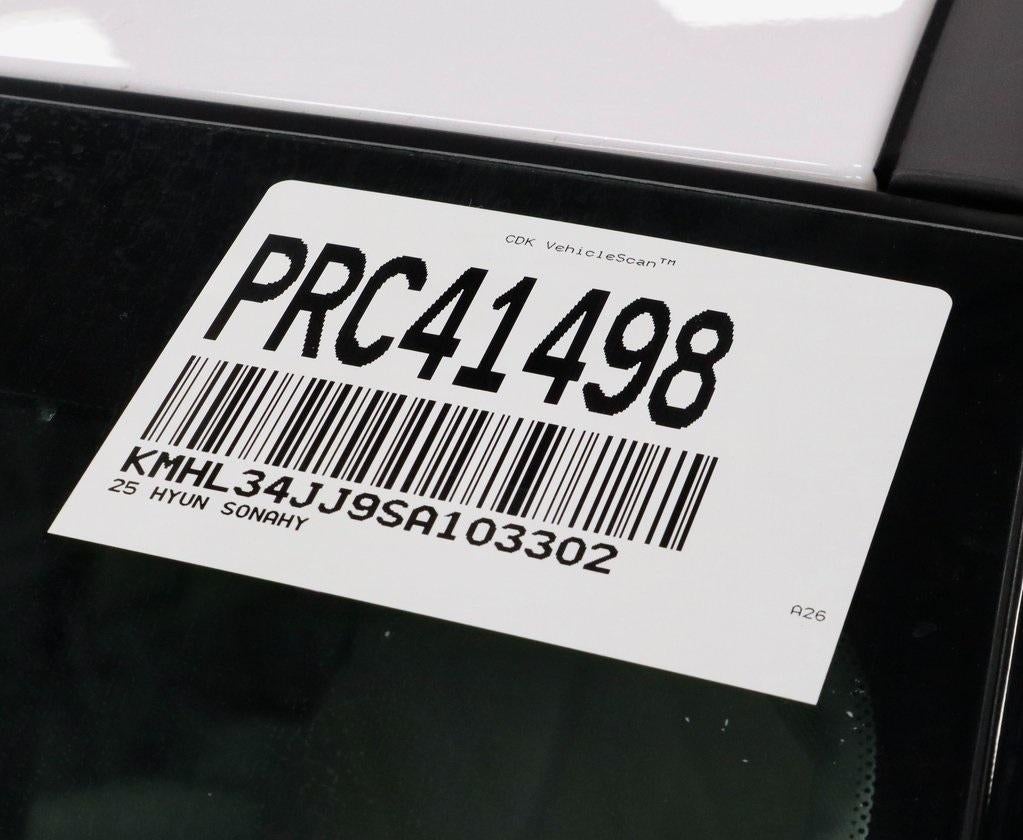 CDK VehicleScan™
PRC41498
KMHL34JJ9SA103302
25 HYUN SONAHY
A26